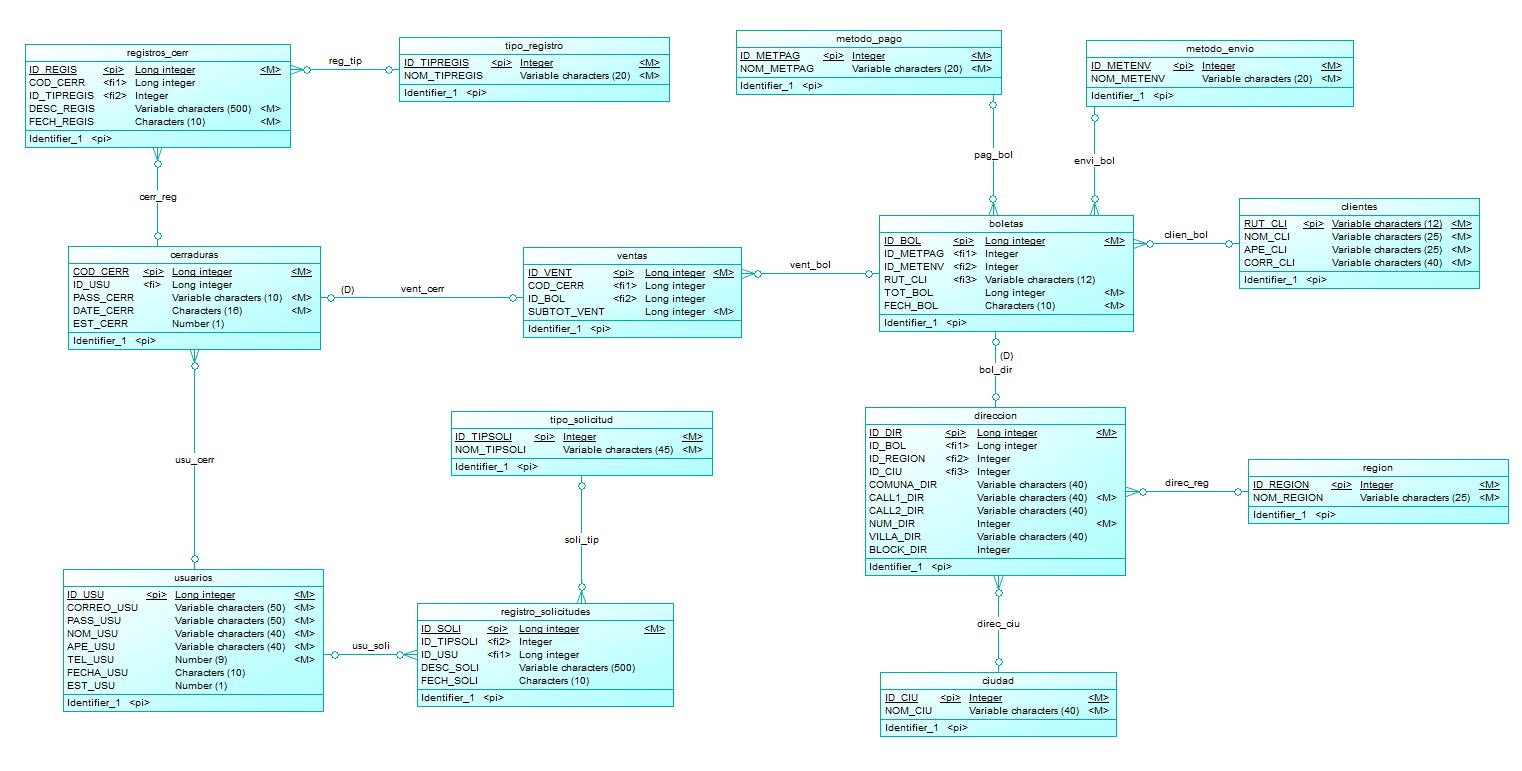 registros_cerr
ID_REGIS <pi> Long integer <M>
COD_CERR <fi1> Long integer
ID_TIPREGIS <fi2> Integer
DESC_REGIS Variable characters (500) <M>
FECH_REGIS Characters (10) <M>
Identifier_1 <pi>
reg_tip
tipo_registro
ID_TIPREGIS <pi> Integer <M>
NOM_TIPREGIS Variable characters (20) <M>
Identifier_1 <pi>
metodo_pago
ID_METPAG <pi> Integer <M>
NOM_METPAG Variable characters (20) <M>
Identifier_1 <pi>
metodo_envio
ID_METENV <pi> Integer <M>
NOM_METENV Variable characters (20) <M>
Identifier_1 <pi>
cerr_reg
pag_bol
envi_bol
cerraduras
COD_CERR <pi> Long integer <M>
ID_USU <fi> Long integer
PASS_CERR Variable characters (10) <M>
DATE_CERR Characters (16) <M>
EST_CERR Number (1)
Identifier_1 <pi>
(D)
vent_cerr
ventas
ID_VENT <pi> Long integer <M>
COD_CERR <fi1> Long integer
ID_BOL <fi2> Long integer
SUBTOT_VENT Long integer <M>
Identifier_1 <pi>
vent_bol
boletas
ID_BOL <pi> Long integer <M>
ID_METPAG <fi1> Integer
ID_METENV <fi2> Integer
RUT_CLI <fi3> Variable characters (12)
TOT_BOL Long integer <M>
FECH_BOL Characters (10) <M>
Identifier_1 <pi>
clien_bol
clientes
RUT_CLI <pi> Variable characters (12) <M>
NOM_CLI Variable characters (25) <M>
APE_CLI Variable characters (25) <M>
CORR_CLI Variable characters (40) <M>
Identifier_1 <pi>
(D)
bol_dir
usu_cerr
tipo_solicitud
ID_TIPSOLI <pi> Integer <M>
NOM_TIPSOLI Variable characters (45) <M>
Identifier_1 <pi>
soli_tip
direccion
ID_DIR <pi> Long integer <M>
ID_BOL <fi1> Long integer
ID_REGION <fi2> Integer
ID_CIU <fi3> Integer
COMUNA_DIR Variable characters (40)
CALL1_DIR Variable characters (40) <M>
CALL2_DIR Variable characters (40)
NUM_DIR Integer <M>
VILLA_DIR Variable characters (40)
BLOCK_DIR Integer
Identifier_1 <pi>
direc_reg
region
ID_REGION <pi> Integer <M>
NOM_REGION Variable characters (25) <M>
Identifier_1 <pi>
usuarios
ID_USU <pi> Long integer <M>
CORREO_USU Variable characters (50) <M>
PASS_USU Variable characters (50) <M>
NOM_USU Variable characters (40) <M>
APE_USU Variable characters (40) <M>
TEL_USU Number (9) <M>
FECHA_USU Characters (10)
EST_USU Number (1)
Identifier_1 <pi>
usu_soli
registro_solicitudes
ID_SOLI <pi> Long integer <M>
ID_TIPSOLI <fi2> Integer
ID_USU <fi1> Long integer
DESC_SOLI Variable characters (500)
FECH_SOLI Characters (10)
Identifier_1 <pi>
direc_ciu
ciudad
ID_CIU <pi> Integer <M>
NOM_CIU Variable characters (40) <M>
Identifier_1 <pi>